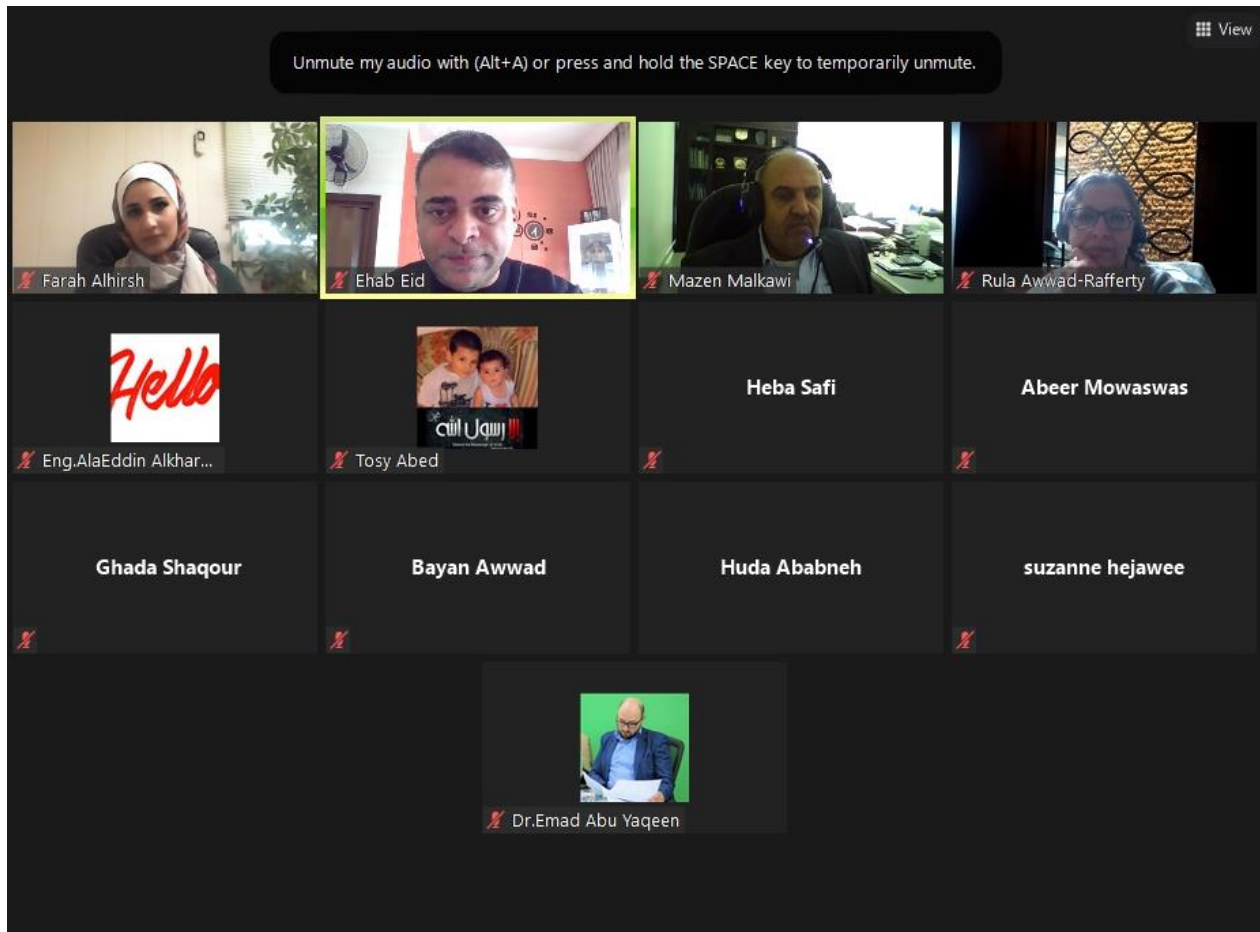 View
Unmute my audio with (Alt+A) or press and hold the SPACE key to temporarily unmute.
Farah Alhirsh
Ehab Eid
Mazen Malkawi
Rula Awwad-Rafferty
Hello
Eng.AlaEddin Alkhar...
إلا رسول الله
Tosy Abed
Heba Safi
Abeer Mowaswas
Ghada Shaqour
Bayan Awwad
Huda Ababneh
suzanne hejawee
Dr.Emad Abu Yaqeen